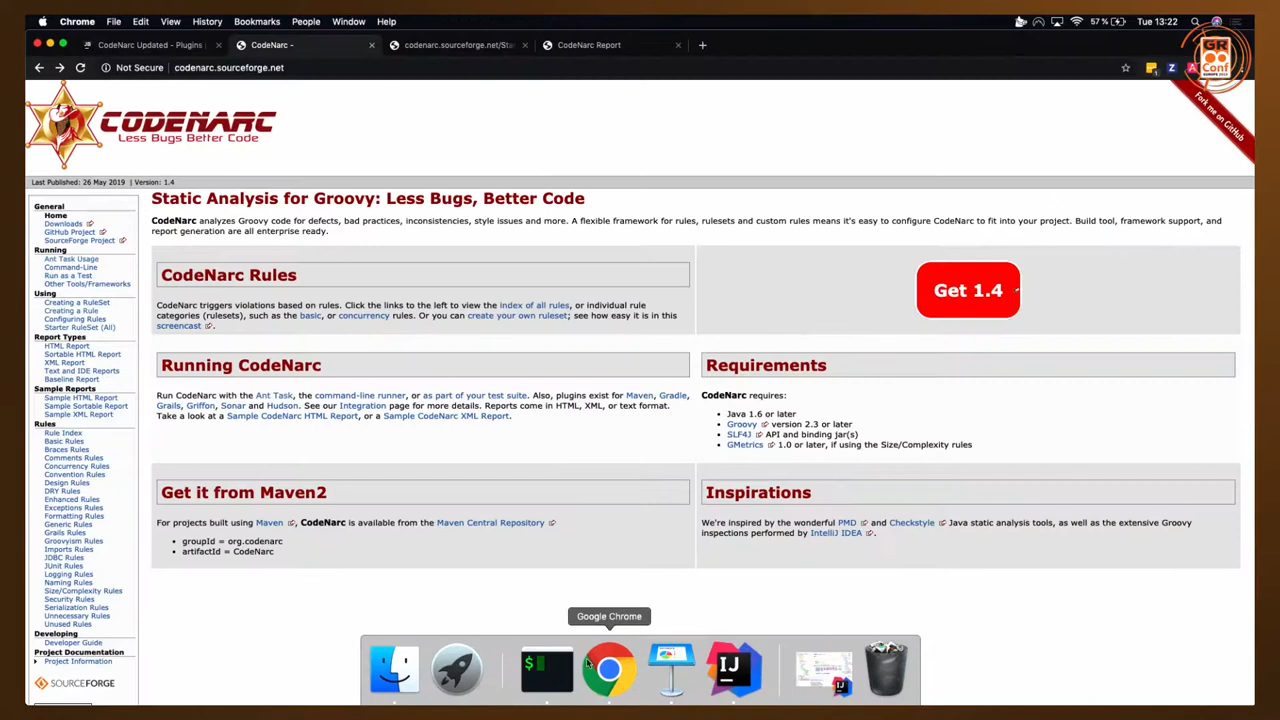 Chrome File Edit View History Bookmarks People Window Help 57 % Tue 13:22
CodeNarc Updated - Plugins CodeNarc - codenarc.sourceforge.net/Sta CodeNarc Report
Not Secure codenarc.sourceforge.net
GR8 Conf
EUROPE 2019
CODENARC
Less Bugs Better Code
Fork me on GitHub
Last Published: 26 May 2019 | Version: 1.4
General
Home
Downloads
GitHub Project
SourceForge Project
Running
Ant Task Usage
Command-Line
Run as a Test
Other Tools/Frameworks
Using
Creating a RuleSet
Creating a Rule
Configuring Rules
Starter RuleSet (All)
Report Types
HTML Report
Sortable HTML Report
XML Report
Text and IDE Reports
Baseline Report
Sample Reports
Sample HTML Report
Sample Sortable Report
Sample XML Report
Rules
Rule Index
Basic Rules
Braces Rules
Comments Rules
Concurrency Rules
Convention Rules
Design Rules
DRY Rules
Enhanced Rules
Exceptions Rules
Formatting Rules
Generic Rules
Grails Rules
Groovyism Rules
Imports Rules
JDBC Rules
JUnit Rules
Logging Rules
Naming Rules
Size/Complexity Rules
Security Rules
Serialization Rules
Unnecessary Rules
Unused Rules
Developing
Developer Guide
Project Documentation
Project Information
SOURCEFORGE
Static Analysis for Groovy: Less Bugs, Better Code
CodeNarc analyzes Groovy code for defects, bad practices, inconsistencies, style issues and more. A flexible framework for rules, rulesets and custom rules means it's easy to configure CodeNarc to fit into your project. Build tool, framework support, and
report generation are all enterprise ready.
CodeNarc Rules
CodeNarc triggers violations based on rules. Click the links to the left to view the index of all rules, or individual rule
categories (rulesets), such as the basic, or concurrency rules. Or you can create your own ruleset; see how easy it is in this
screencast .
Get 1.4
Running CodeNarc
Run CodeNarc with the Ant Task, the command-line runner, or as part of your test suite. Also, plugins exist for Maven, Gradle,
Grails, Griffon, Sonar and Hudson. See our Integration page for more details. Reports come in HTML, XML, or text format.
Take a look at a Sample CodeNarc HTML Report, or a Sample CodeNarc XML Report.
Requirements
CodeNarc requires:
• Java 1.6 or later
• Groovy version 2.3 or later
• SLF4J API and binding jar(s)
• GMetrics 1.0 or later, if using the Size/Complexity rules
Get it from Maven2
For projects built using Maven , CodeNarc is available from the Maven Central Repository
• groupId = org.codenarc
• artifactId = CodeNarc
Inspirations
We're inspired by the wonderful PMD and Checkstyle Java static analysis tools, as well as the extensive Groovy
inspections performed by IntelliJ IDEA .
Google Chrome
$
IJ